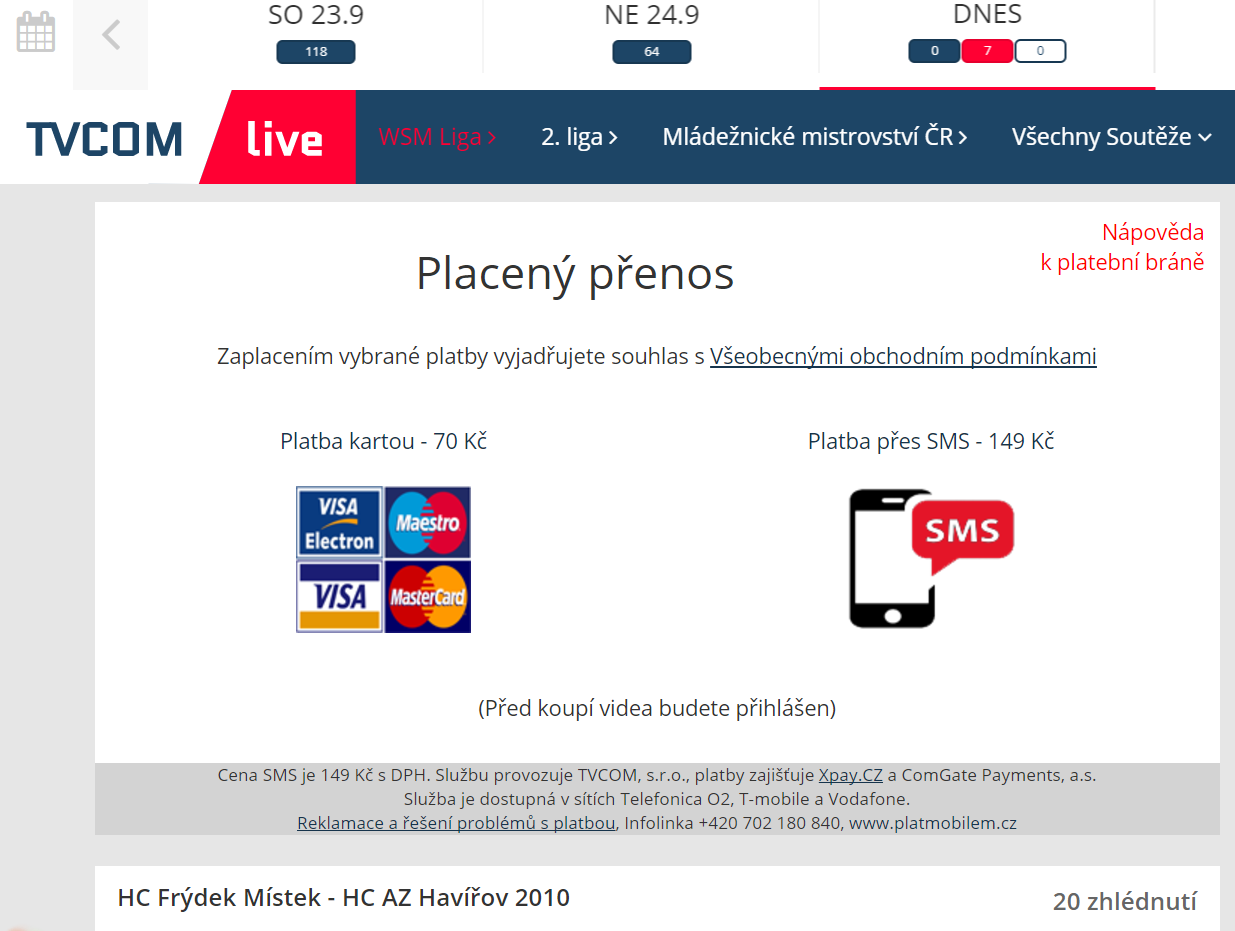 SO 23.9
118
NE 24.9
64
DNES
0 7 0
TVCOM live
WSM Liga
2. liga
Mládežnické mistrovství ČR
Všechny Soutěže
Nápověda
k platební bráně
Placený přenos
Zaplacením vybrané platby vyjadřujete souhlas s Všeobecnými obchodním podmínkami
Platba kartou - 70 Kč
VISA
Electron
Maestro
VISA
MasterCard
Platba přes SMS - 149 Kč
SMS
(Před koupí videa budete přihlášen)
Cena SMS je 149 Kč s DPH. Službu provozuje TVCOM, s.r.o., platby zajišťuje Xpay.CZ a ComGate Payments, a.s.
Služba je dostupná v sítích Telefonica O2, T-mobile a Vodafone.
Reklamace a řešení problémů s platbou, Infolinka +420 702 180 840, www.platmobilem.cz
HC Frýdek Místek - HC AZ Havířov 2010
20 zhlédnutí